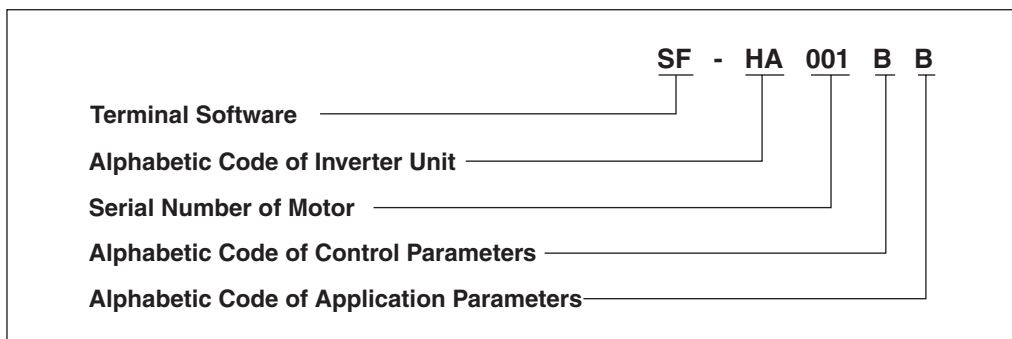 SF - HA 001 B B
Terminal Software
Alphabetic Code of Inverter Unit
Serial Number of Motor
Alphabetic Code of Control Parameters
Alphabetic Code of Application Parameters